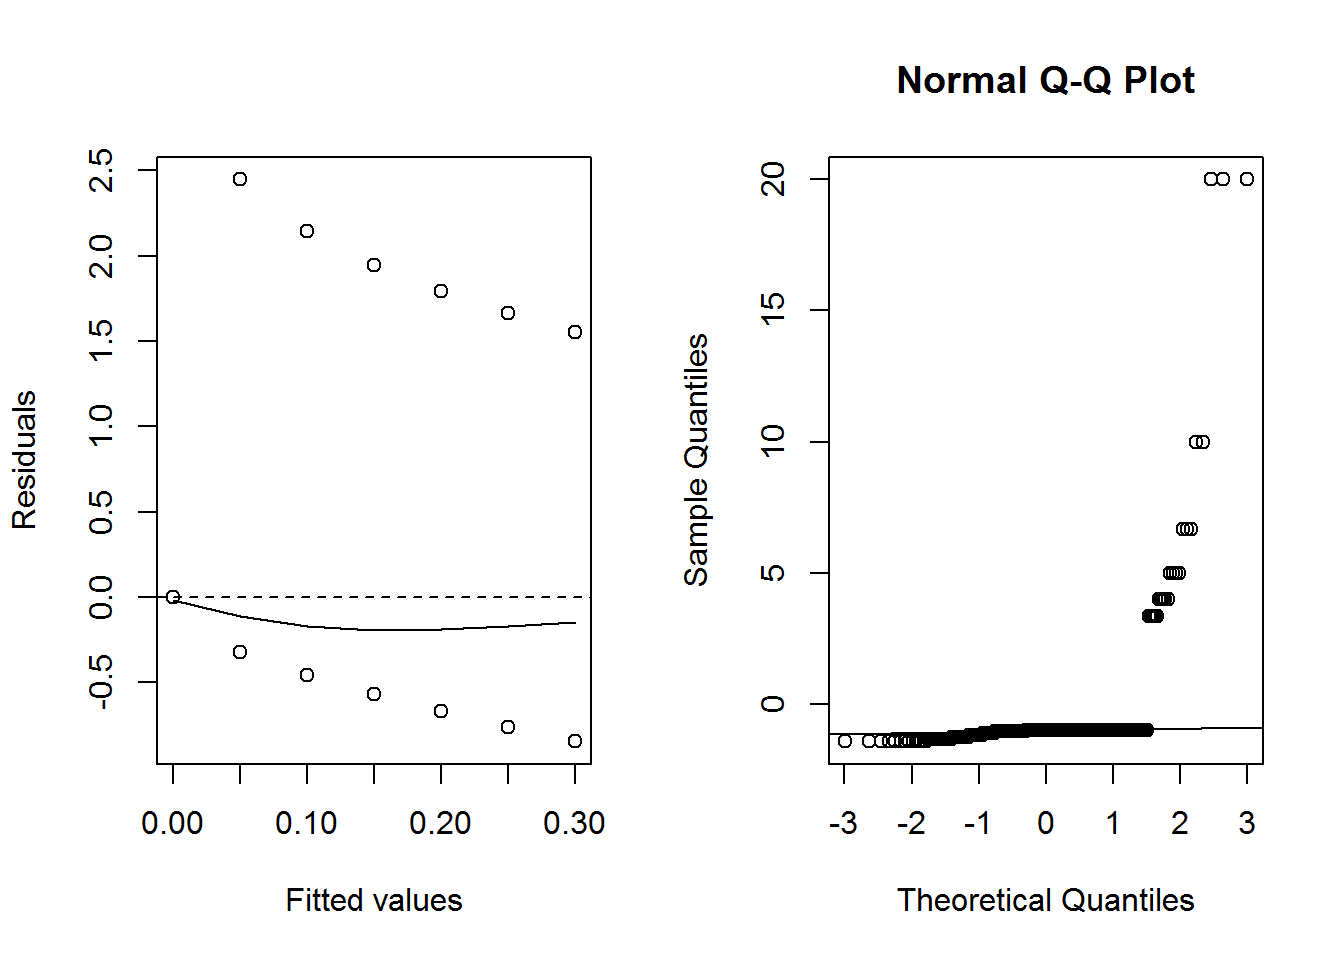 Residuals
2.5
2.0
1.5
1.0
0.5
0.0
-0.5
0.00 0.10 0.20 0.30
Fitted values
Normal Q-Q Plot
Sample Quantiles
20
15
10
5
0
-3 -2 -1 0 1 2 3
Theoretical Quantiles